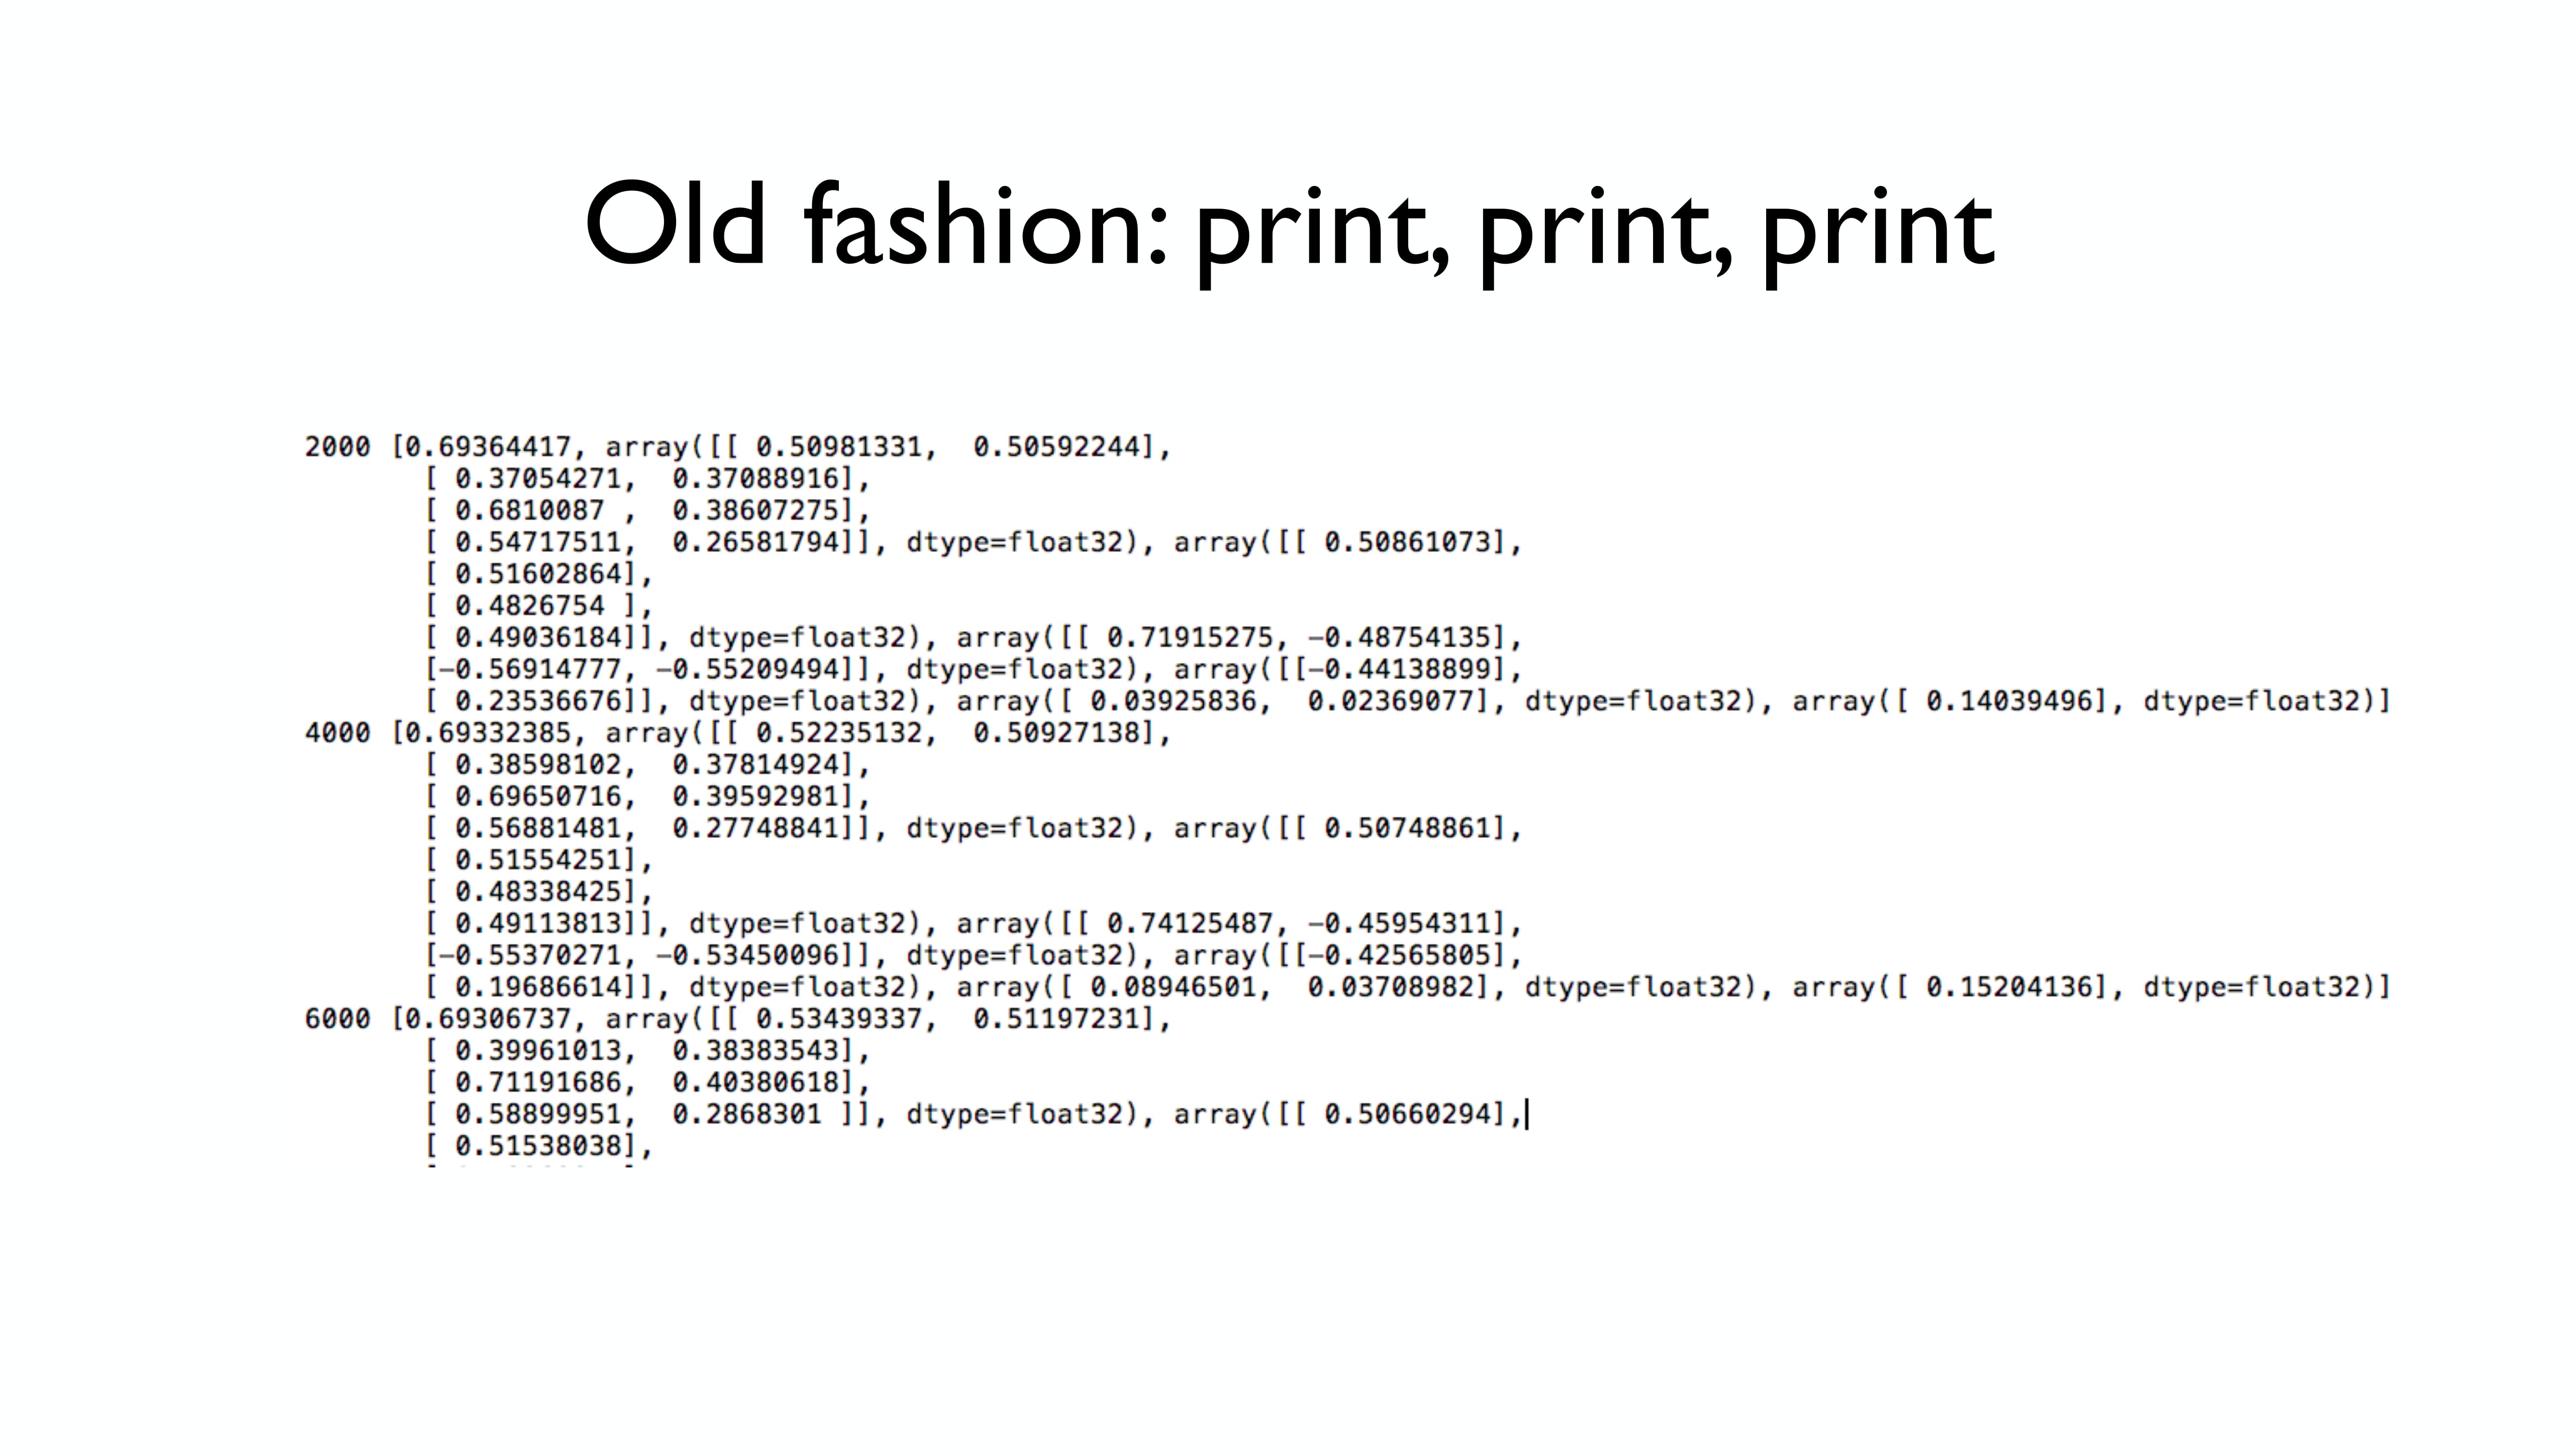 Old fashion: print, print, print
2000 [0.69364417, array([[ 0.50981331,  0.50592244],
[ 0.37054271,  0.37088916],
[ 0.6810087 ,  0.38607275],
[ 0.54717511,  0.26581794]], dtype=float32), array([[ 0.50861073],
[ 0.51602864],
[ 0.4826754 ],
[ 0.49036184]], dtype=float32), array([[ 0.71915275, -0.48754135],
[-0.56914777, -0.55209494]], dtype=float32), array([[-0.44138899],
[ 0.23536676]], dtype=float32), array([ 0.03925836,  0.02369077], dtype=float32), array([ 0.14039496], dtype=float32)]
4000 [0.69332385, array([[ 0.52235132,  0.50927138],
[ 0.38598102,  0.37814924],
[ 0.69650716,  0.39592981],
[ 0.56881481,  0.27748841]], dtype=float32), array([[ 0.50748861],
[ 0.51554251],
[ 0.48338425],
[ 0.49113813]], dtype=float32), array([[ 0.74125487, -0.45954311],
[-0.55370271, -0.53450096]], dtype=float32), array([[-0.42565805],
[ 0.19686614]], dtype=float32), array([ 0.08946501,  0.03708982], dtype=float32), array([ 0.15204136], dtype=float32)]
6000 [0.69306737, array([[ 0.53439337,  0.51197231],
[ 0.39961013,  0.38383543],
[ 0.71191686,  0.40380618],
[ 0.58899951,  0.2868301 ]], dtype=float32), array([[ 0.50660294],
[ 0.51538038],